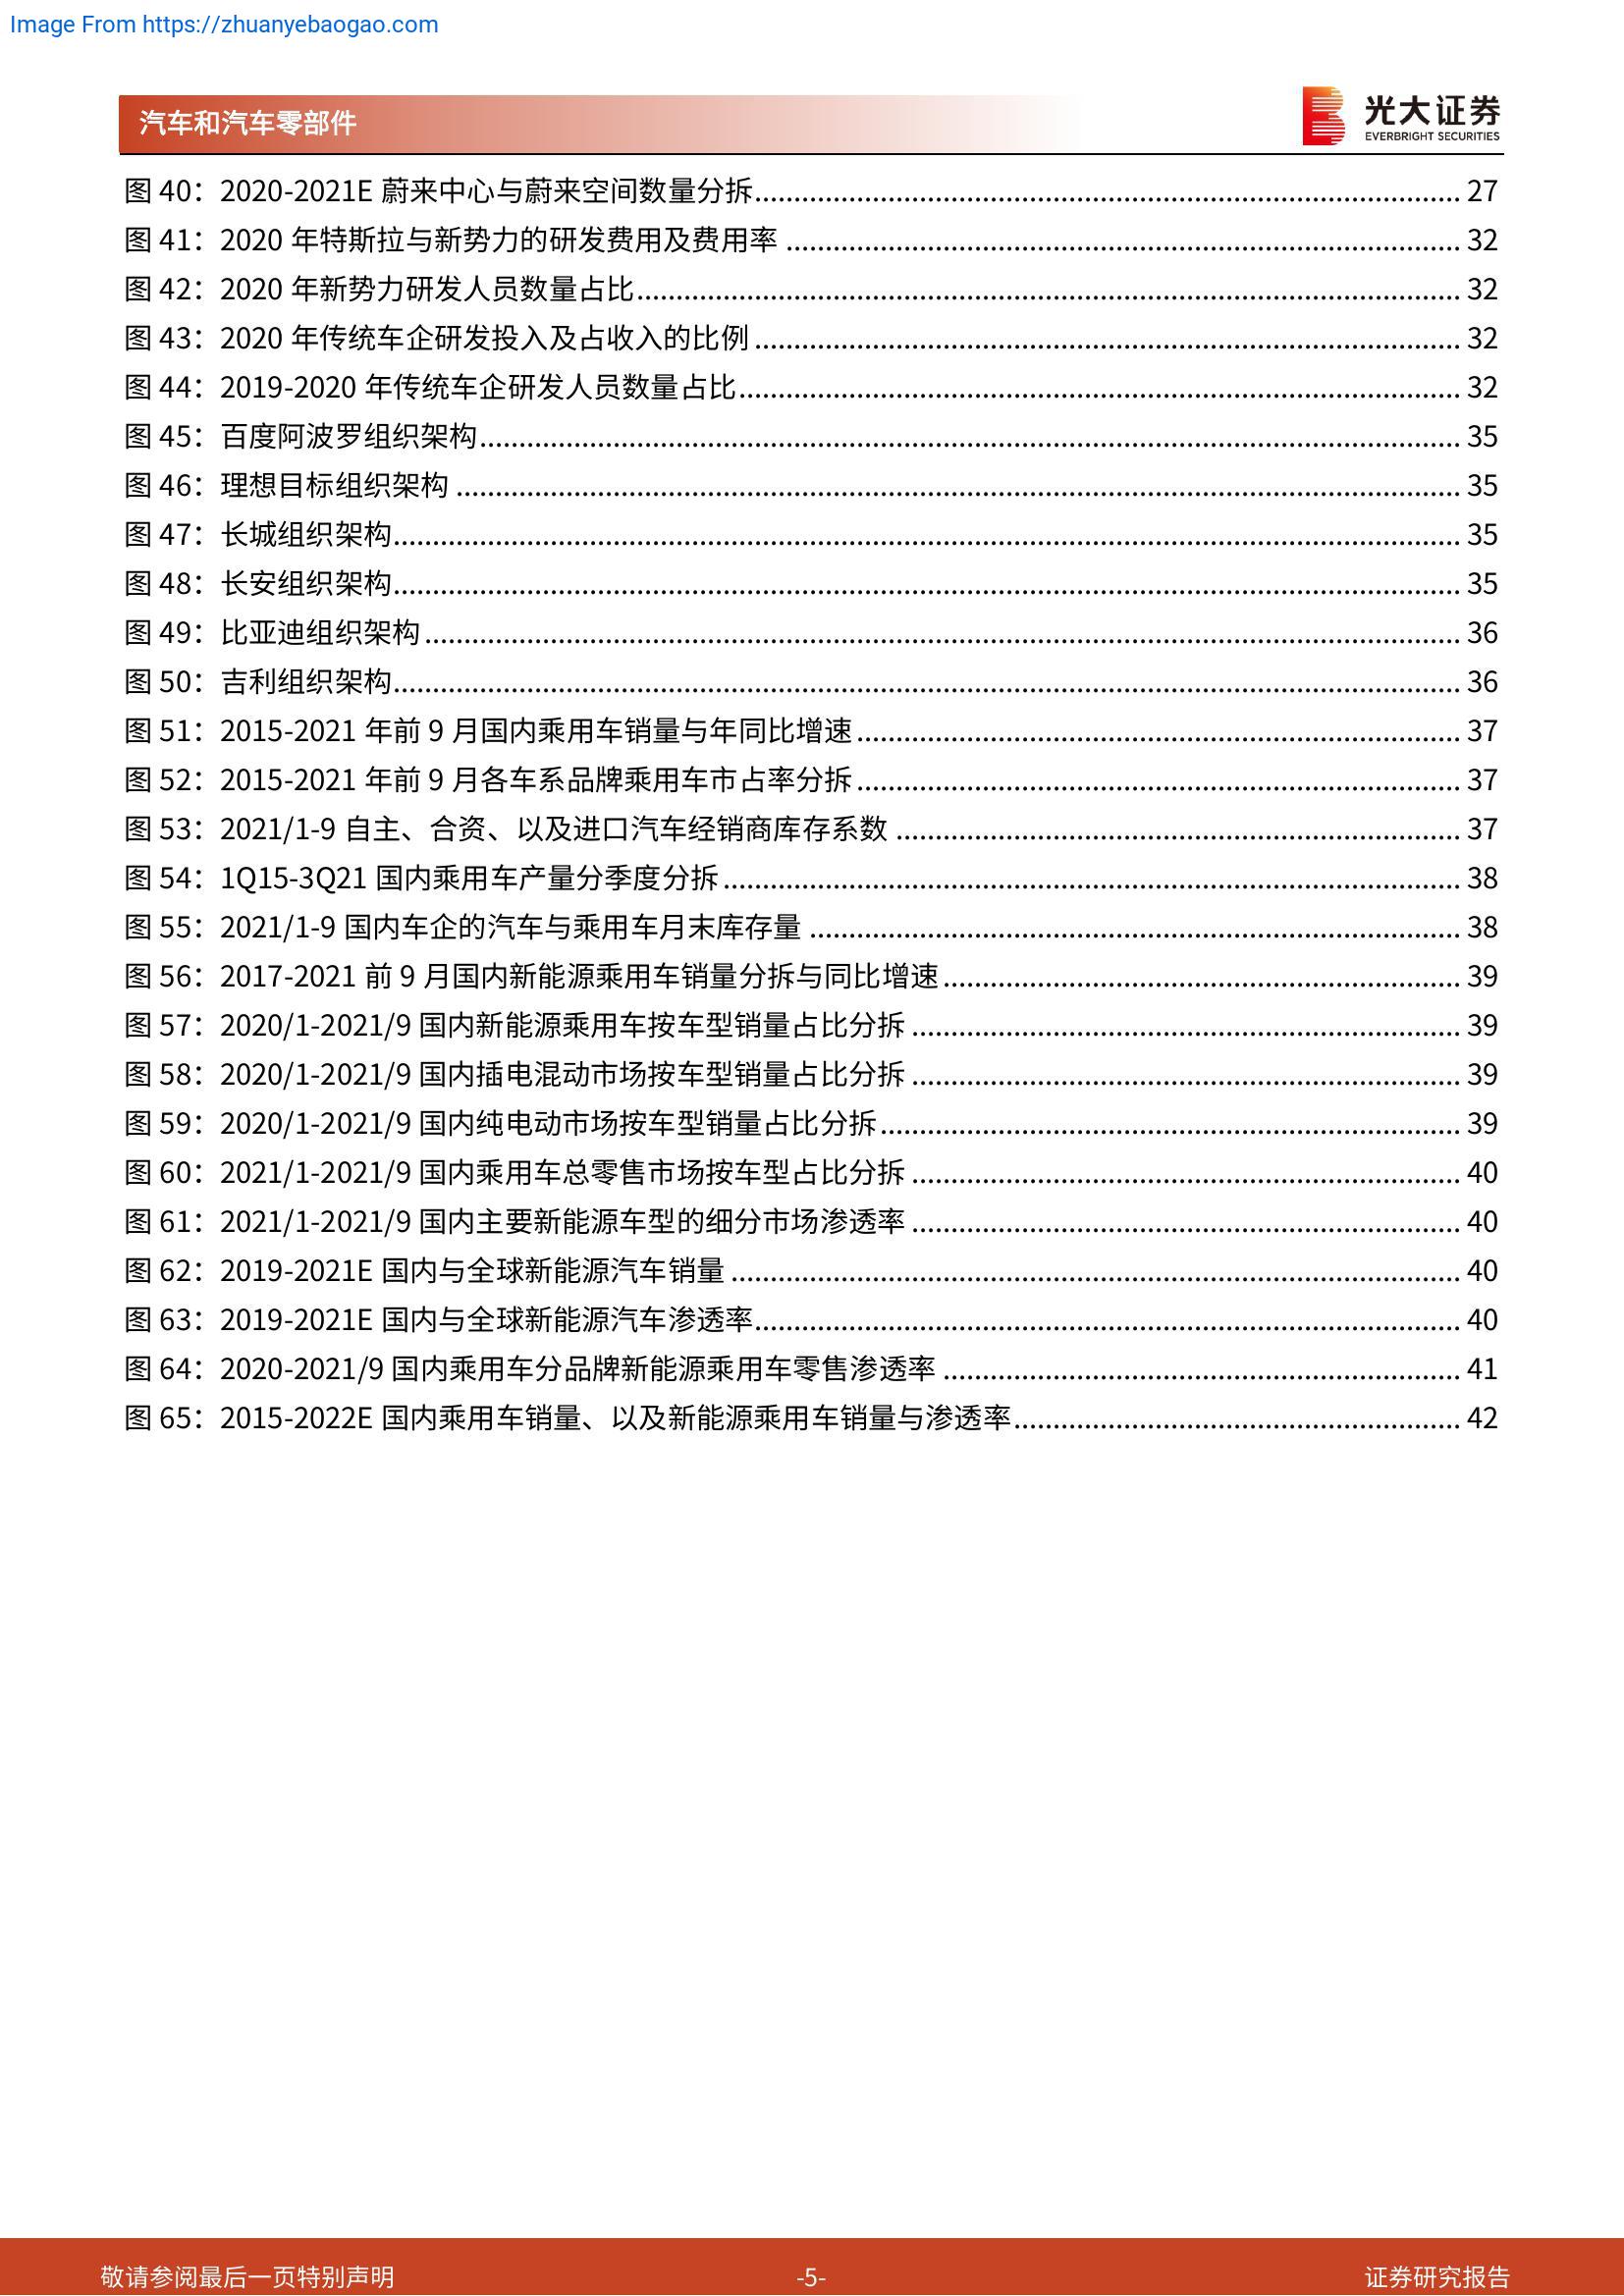 Image From https://zhuanyebaogao.com
汽车和汽车零部件
光大证券
EVERBRIGHT SECURITIES
图 40：2020-2021E 蔚来中心与蔚来空间数量分拆 27
图 41：2020 年特斯拉与新势力的研发费用及费用率 32
图 42：2020 年新势力研发人员数量占比 32
图 43：2020 年传统车企研发投入及占收入的比例 32
图 44：2019-2020 年传统车企研发人员数量占比 32
图 45：百度阿波罗组织架构 35
图 46：理想目标组织架构 35
图 47：长城组织架构 35
图 48：长安组织架构 35
图 49：比亚迪组织架构 36
图 50：吉利组织架构 36
图 51：2015-2021 年前 9 月国内乘用车销量与年同比增速 37
图 52：2015-2021 年前 9 月各车系品牌乘用车市占率分拆 37
图 53：2021/1-9 自主、合资、以及进口汽车经销商库存系数 37
图 54：1Q15-3Q21 国内乘用车产量分季度分拆 38
图 55：2021/1-9 国内车企的汽车与乘用车月末库存量 38
图 56：2017-2021 前 9 月国内新能源乘用车销量分拆与同比增速 39
图 57：2020/1-2021/9 国内新能源乘用车按车型销量占比分拆 39
图 58：2020/1-2021/9 国内插电混动市场按车型销量占比分拆 39
图 59：2020/1-2021/9 国内纯电动市场按车型销量占比分拆 39
图 60：2021/1-2021/9 国内乘用车总零售市场按车型占比分拆 40
图 61：2021/1-2021/9 国内主要新能源车型的细分市场渗透率 40
图 62：2019-2021E 国内与全球新能源汽车销量 40
图 63：2019-2021E 国内与全球新能源汽车渗透率 40
图 64：2020-2021/9 国内乘用车分品牌新能源乘用车零售渗透率 41
图 65：2015-2022E 国内乘用车销量、以及新能源乘用车销量与渗透率 42
敬请参阅最后一页特别声明
-5-
证券研究报告